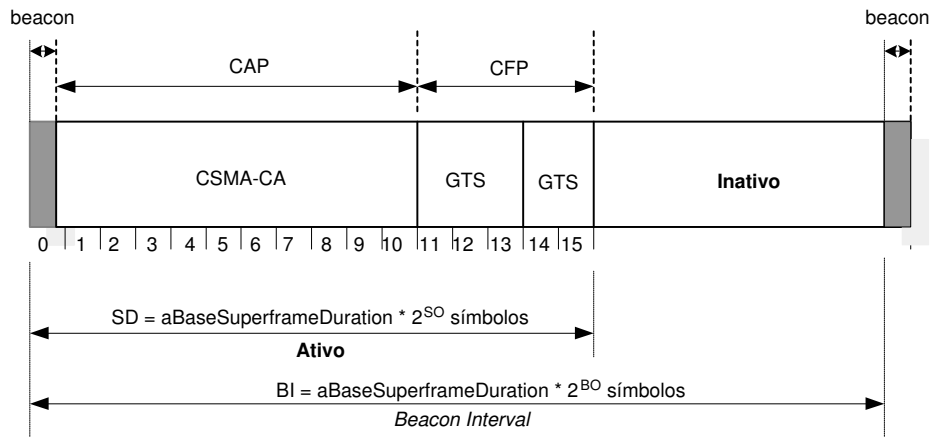 beacon beacon
CAP CFP
CSMA-CA GTS GTS Inativo
0 1 2 3 4 5 6 7 8 9 10 11 12 13 14 15
SD = aBaseSuperframeDuration * 2^SO símbolos
Ativo
BI = aBaseSuperframeDuration * 2^BO símbolos
Beacon Interval